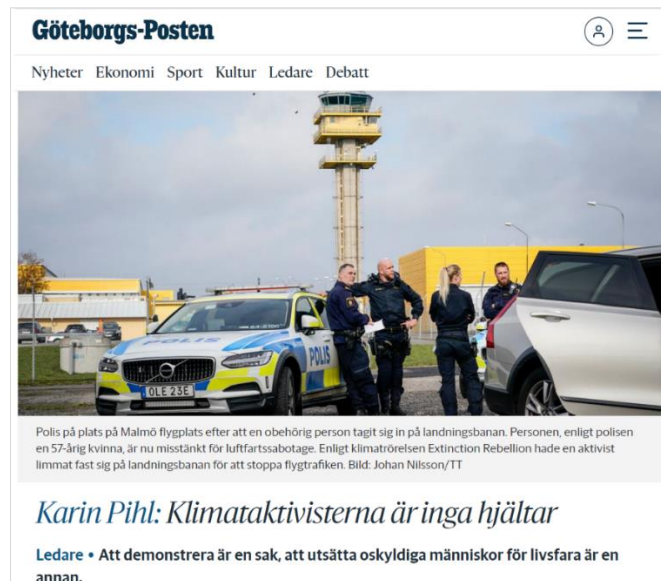 Göteborgs-Posten
Nyheter Ekonomi Sport Kultur Ledare Debatt
POLIS
OLE 23E
Polis på plats på Malmö flygplats efter att en obehörig person tagit sig in på landningsbanan. Personen, enligt polisen
en 57-årig kvinna, är nu misstänkt för luftfartssabotage. Enligt klimatrörelsen Extinction Rebellion hade en aktivist
limmat fast sig på landningsbanan för att stoppa flygtrafiken. Bild: Johan Nilsson/TT
Karin Pihl: Klimataktivisterna är inga hjältar
Ledare • Att demonstrera är en sak, att utsätta oskyldiga människor för livsfara är en
annan.